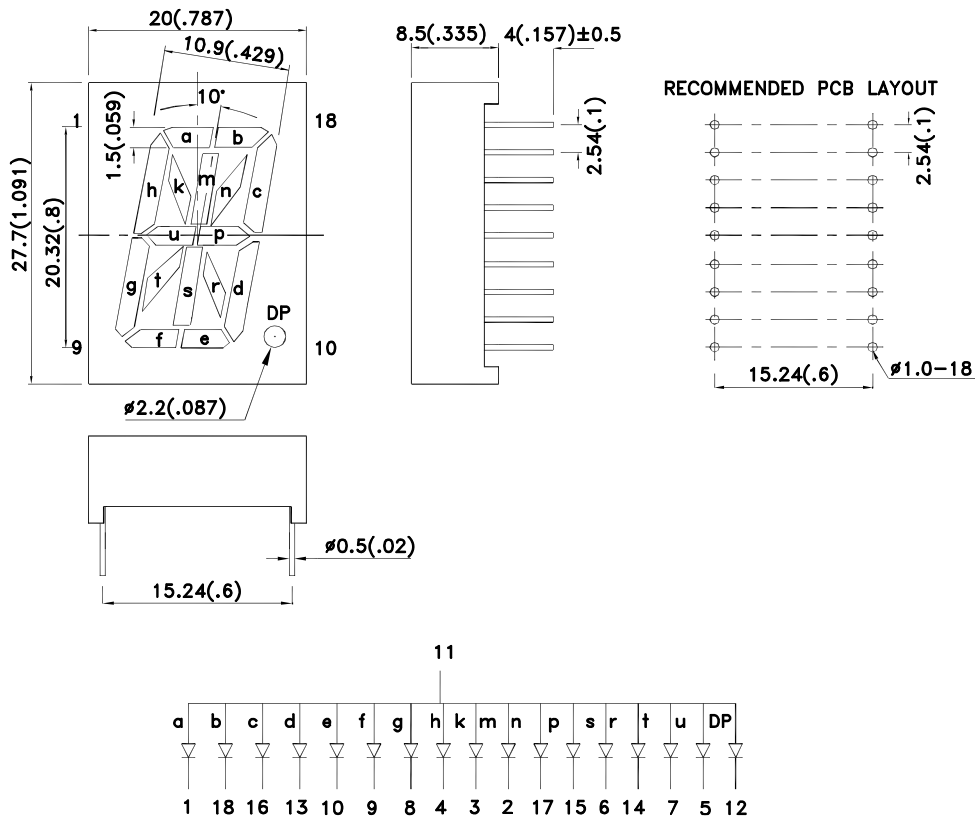 20(.787)
10.9(.429)
10°
1
18
1.5(.059)
a
b
m
h
k
n
c
27.7(1.091)
20.32(.8)
u
p
g
t
s
r
d
DP
f
e
9
10
ø2.2(.087)
8.5(.335)
4(.157)±0.5
2.54(.1)
RECOMMENDED PCB LAYOUT
2.54(.1)
15.24(.6)
ø1.0-18
ø0.5(.02)
15.24(.6)
11
a b c d e f g h k m n p s r t u DP
1 18 16 13 10 9 8 4 3 2 17 15 6 14 7 5 12